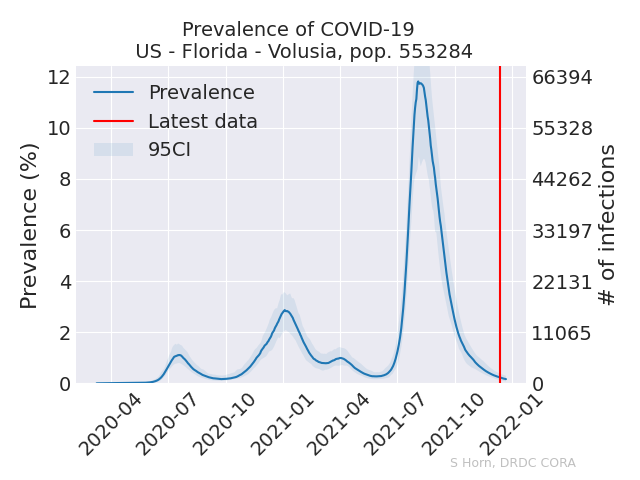 Prevalence of COVID-19
US - Florida - Volusia, pop. 553284
Prevalence
Latest data
95CI
Prevalence (%)
12
10
8
6
4
2
0
66394
55328
44262
33197
22131
11065
0
# of infections
2020-04
2020-07
2020-10
2021-01
2021-04
2021-07
2021-10
2022-01
S Horn, DRDC CORA